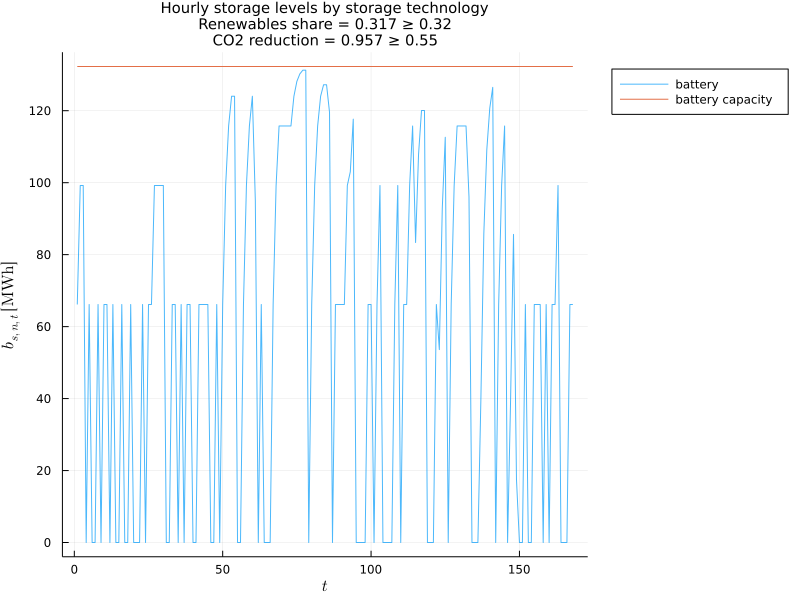 Hourly storage levels by storage technology
Renewables share = 0.317 ≥ 0.32
CO2 reduction = 0.957 ≥ 0.55
battery
battery capacity
120
100
80
60
40
20
0
b_{s, n, t} [MWh]
0 50 100 150
t